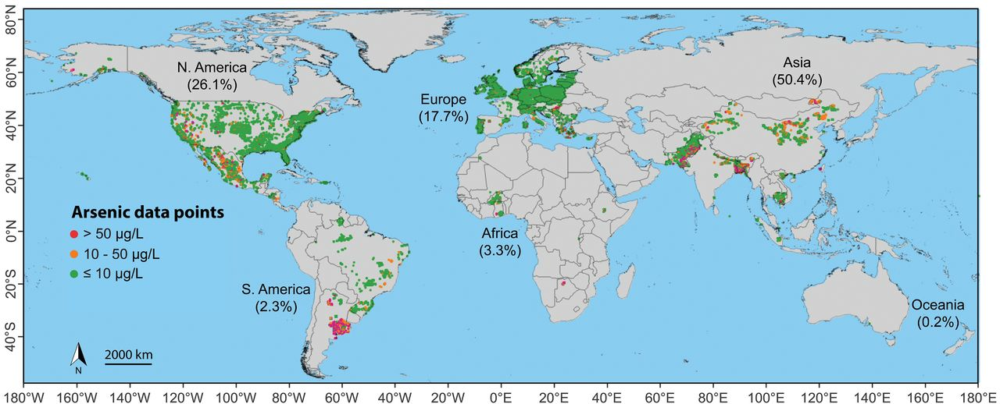 80°N
60°N
40°N
20°N
0°N
20°S
40°S
N. America
(26.1%)
Europe
(17.7%)
Asia
(50.4%)
Africa
(3.3%)
S. America
(2.3%)
Oceania
(0.2%)
Arsenic data points
> 50 µg/L
10 - 50 µg/L
≤ 10 µg/L
N
2000 km
180°W 160°W 140°W 120°W 100°W 80°W 60°W 40°W 20°W 0°E 20°E 40°E 60°E 80°E 100°E 120°E 140°E 160°E 180°E